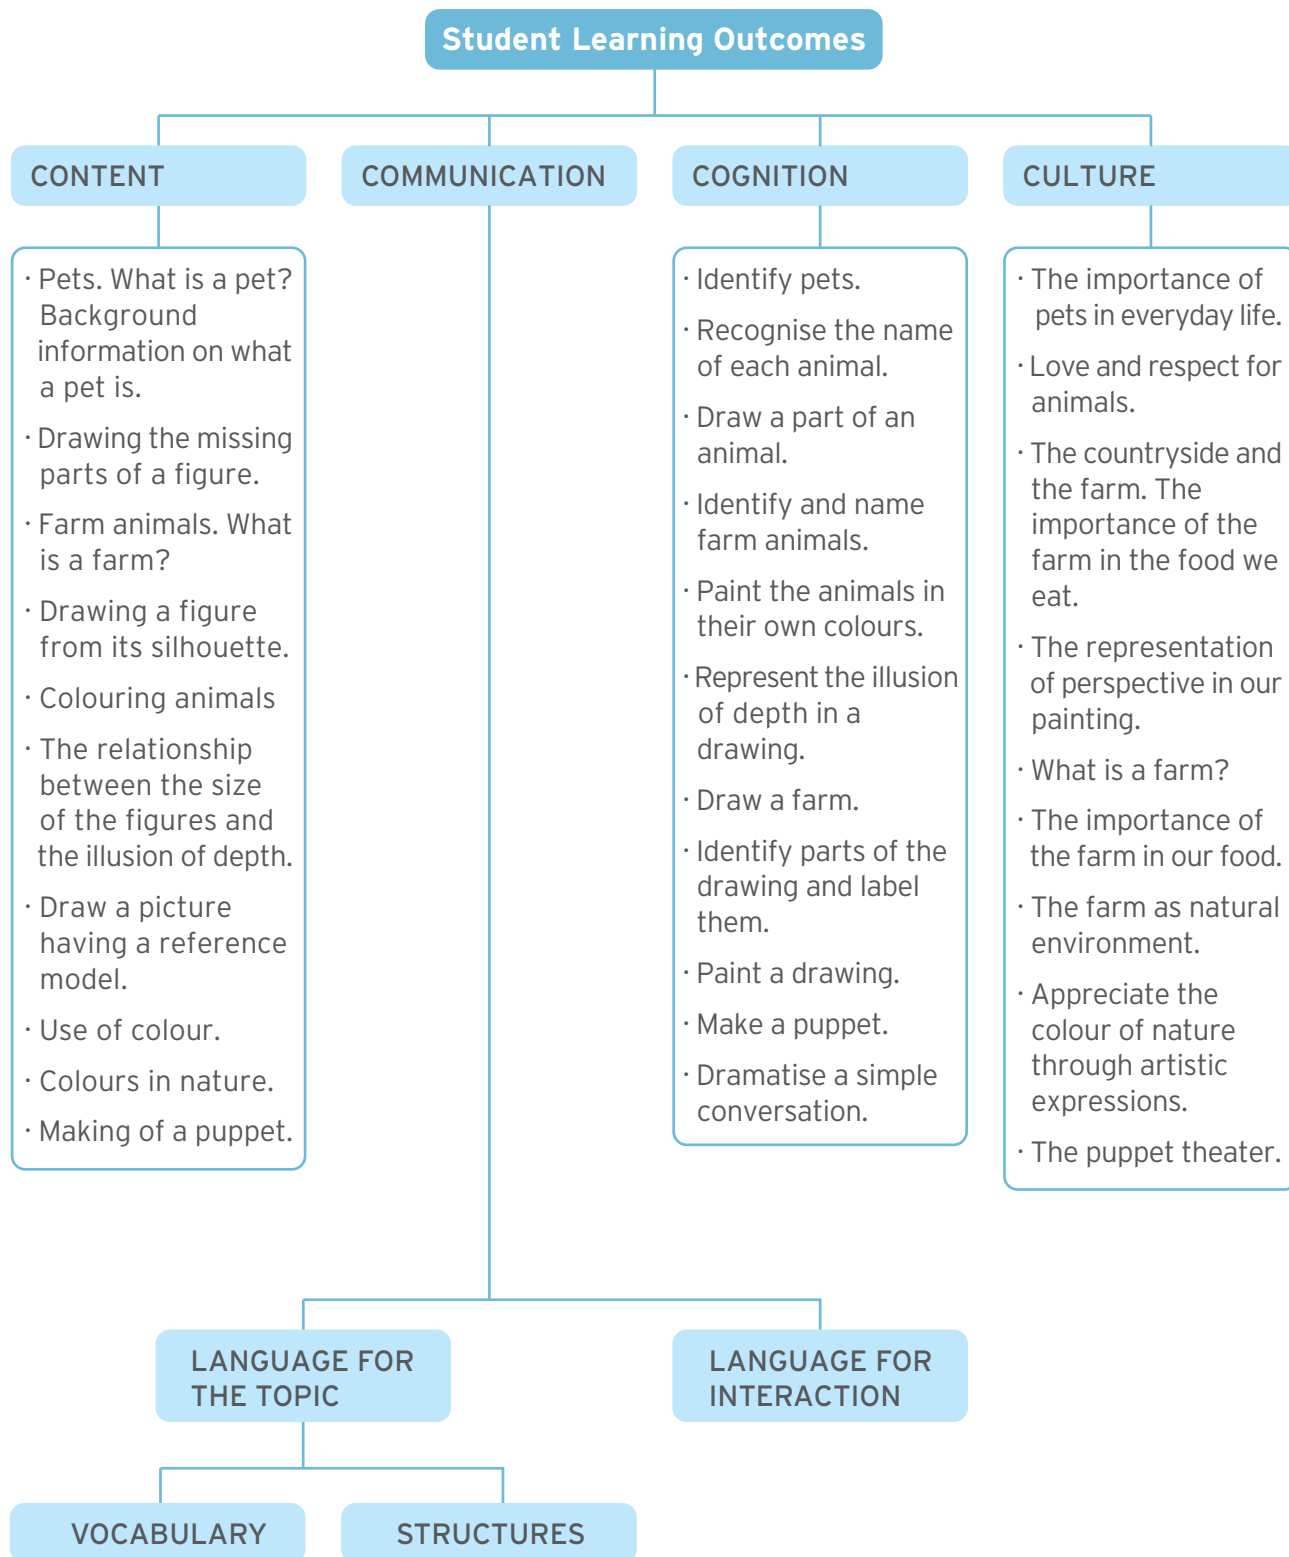 Student Learning Outcomes
CONTENT
· Pets. What is a pet?
Background
information on what
a pet is.
· Drawing the missing
parts of a figure.
· Farm animals. What
is a farm?
· Drawing a figure
from its silhouette.
· Colouring animals
· The relationship
between the size
of the figures and
the illusion of depth.
· Draw a picture
having a reference
model.
· Use of colour.
· Colours in nature.
· Making of a puppet.
COMMUNICATION
COGNITION
· Identify pets.
· Recognise the name
of each animal.
· Draw a part of an
animal.
· Identify and name
farm animals.
· Paint the animals in
their own colours.
· Represent the illusion
of depth in a
drawing.
· Draw a farm.
· Identify parts of the
drawing and label
them.
· Paint a drawing.
· Make a puppet.
· Dramatise a simple
conversation.
CULTURE
· The importance of
pets in everyday life.
· Love and respect for
animals.
· The countryside and
the farm. The
importance of the
farm in the food we
eat.
· The representation
of perspective in our
painting.
· What is a farm?
· The importance of
the farm in our food.
· The farm as natural
environment.
· Appreciate the
colour of nature
through artistic
expressions.
· The puppet theater.
LANGUAGE FOR
THE TOPIC
LANGUAGE FOR
INTERACTION
VOCABULARY
STRUCTURES